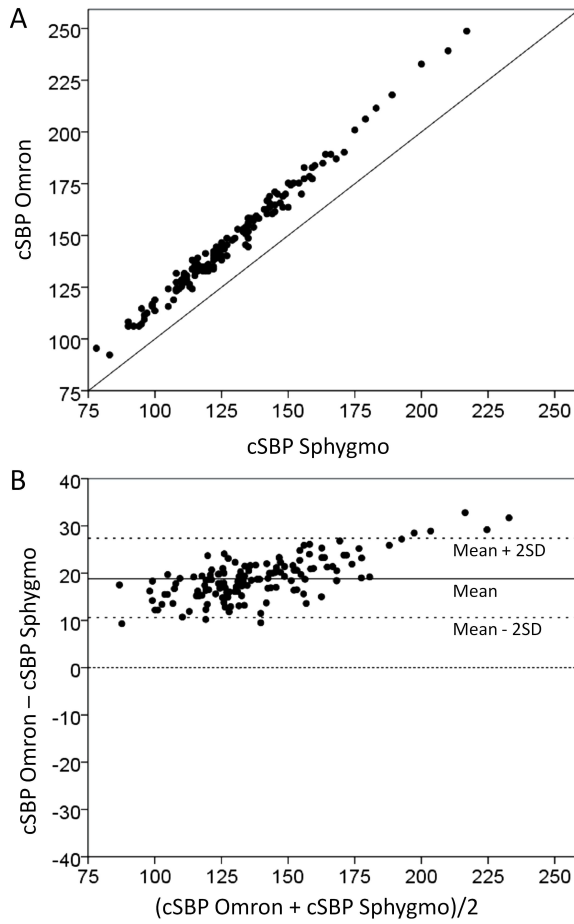 A
250
225
200
175
150
125
100
75
cSBP Omron
75 100 125 150 175 200 225 250
cSBP Sphygmo
B
40
30
20
10
0
-10
-20
-30
-40
cSBP Omron – cSBP Sphygmo
Mean + 2SD
Mean
Mean - 2SD
75 100 125 150 175 200 225 250
(cSBP Omron + cSBP Sphygmo)/2